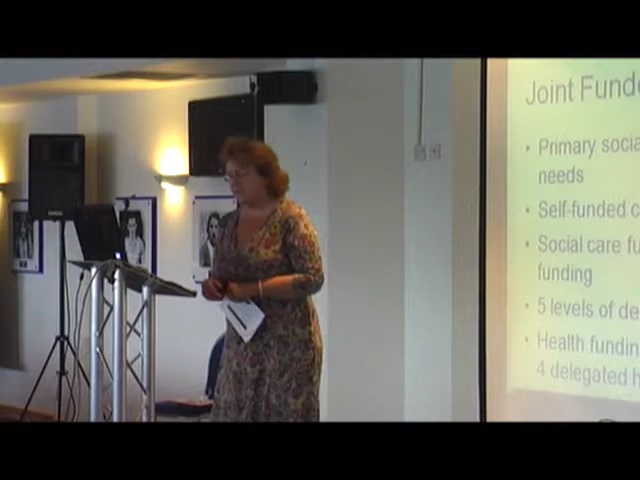 Joint Funde
• Primary socia
needs
• Self-funded c
• Social care fu
funding
• 5 levels of de
• Health fundin
4 delegated h